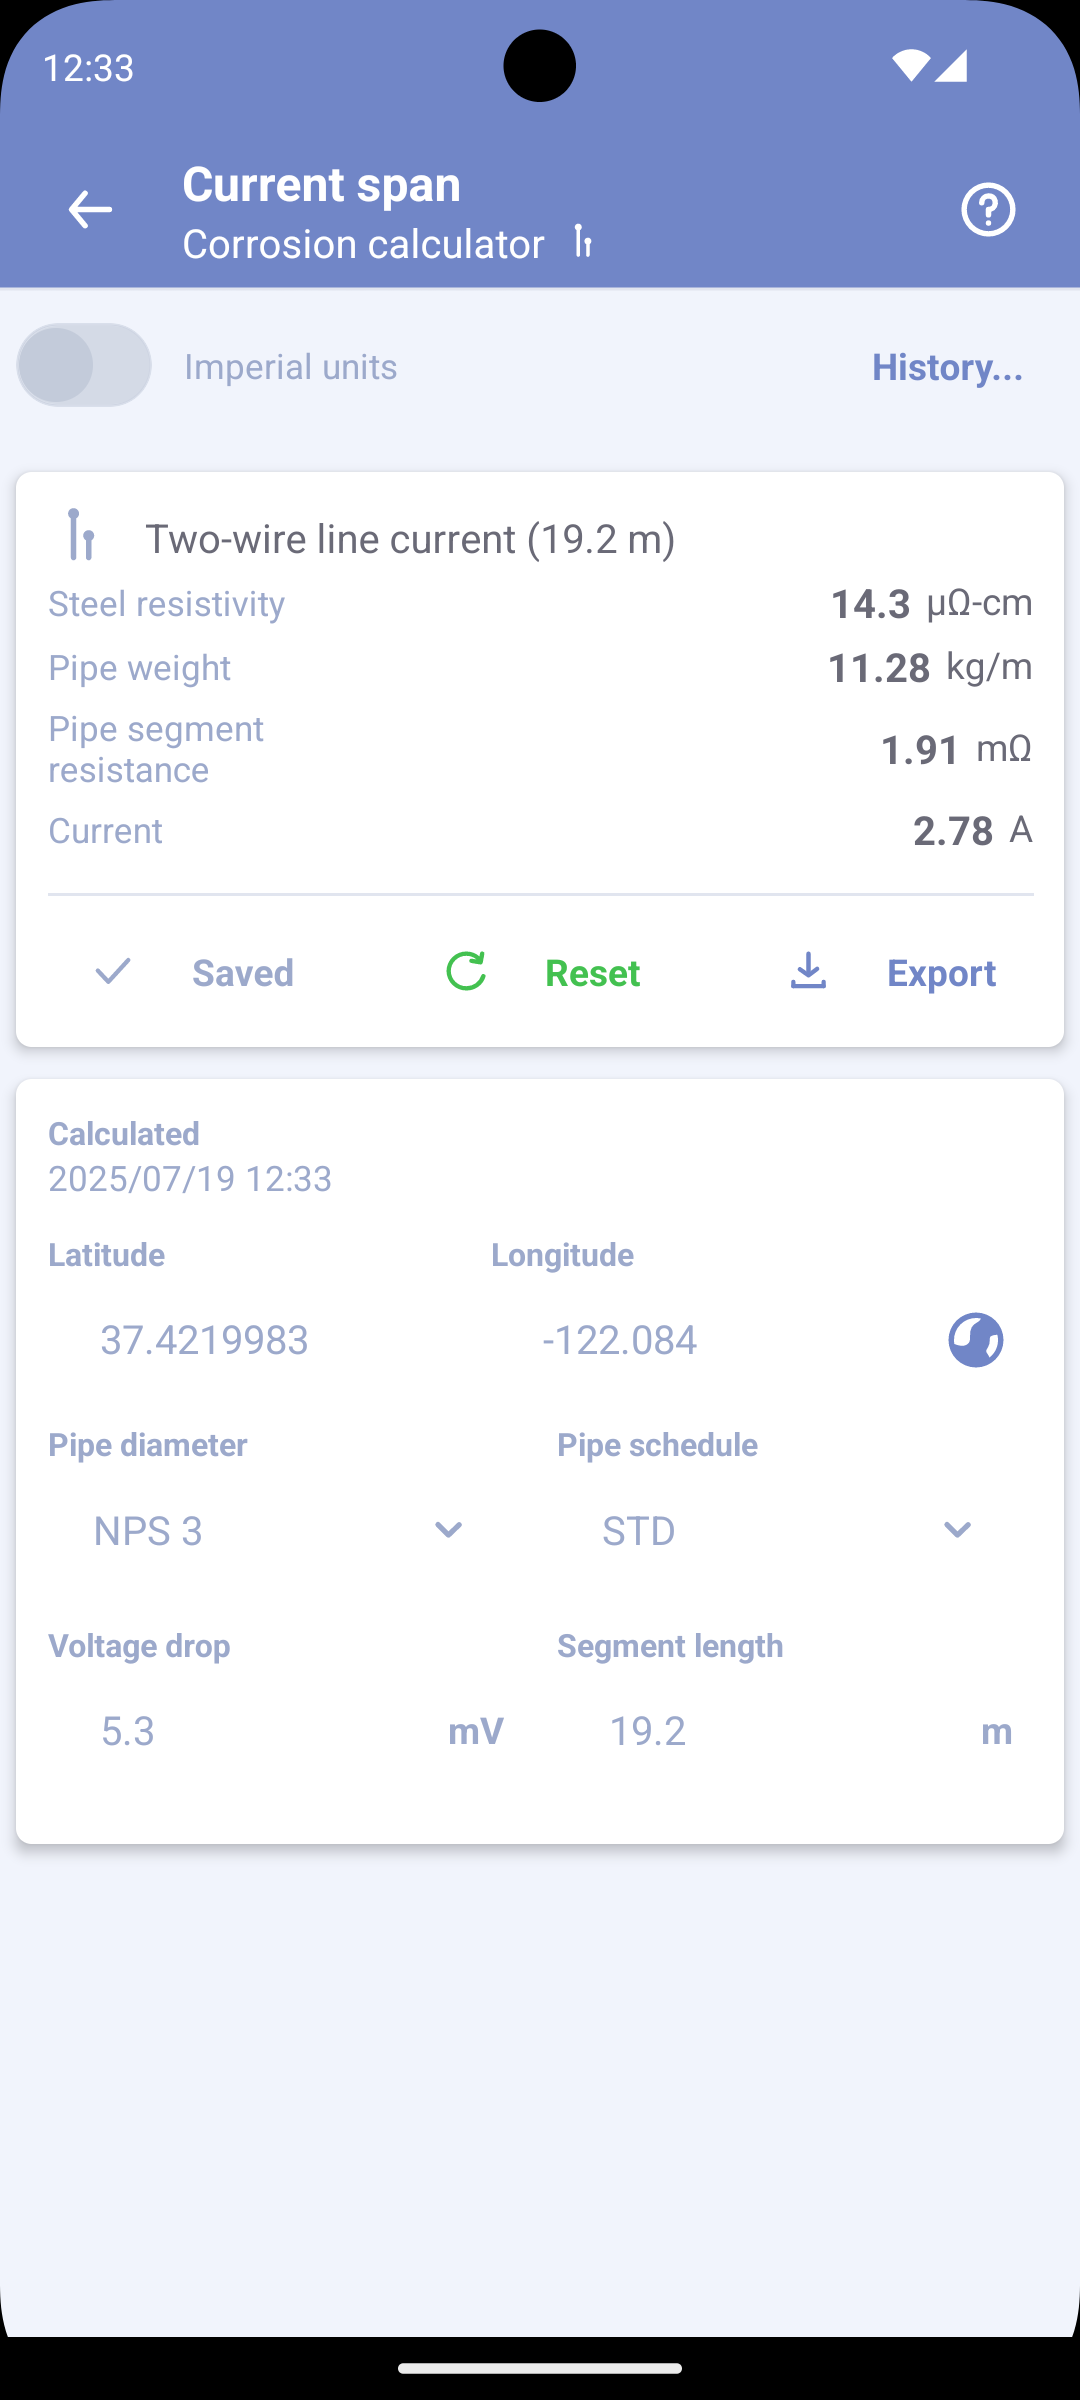 12:33
Current span
Corrosion calculator
Imperial units
History...
Two-wire line current (19.2 m)
Steel resistivity 14.3 µΩ-cm
Pipe weight 11.28 kg/m
Pipe segment
resistance 1.91 mΩ
Current 2.78 A
Saved Reset Export
Calculated
2025/07/19 12:33
Latitude Longitude
37.4219983 -122.084
Pipe diameter Pipe schedule
NPS 3 STD
Voltage drop Segment length
5.3 mV 19.2 m